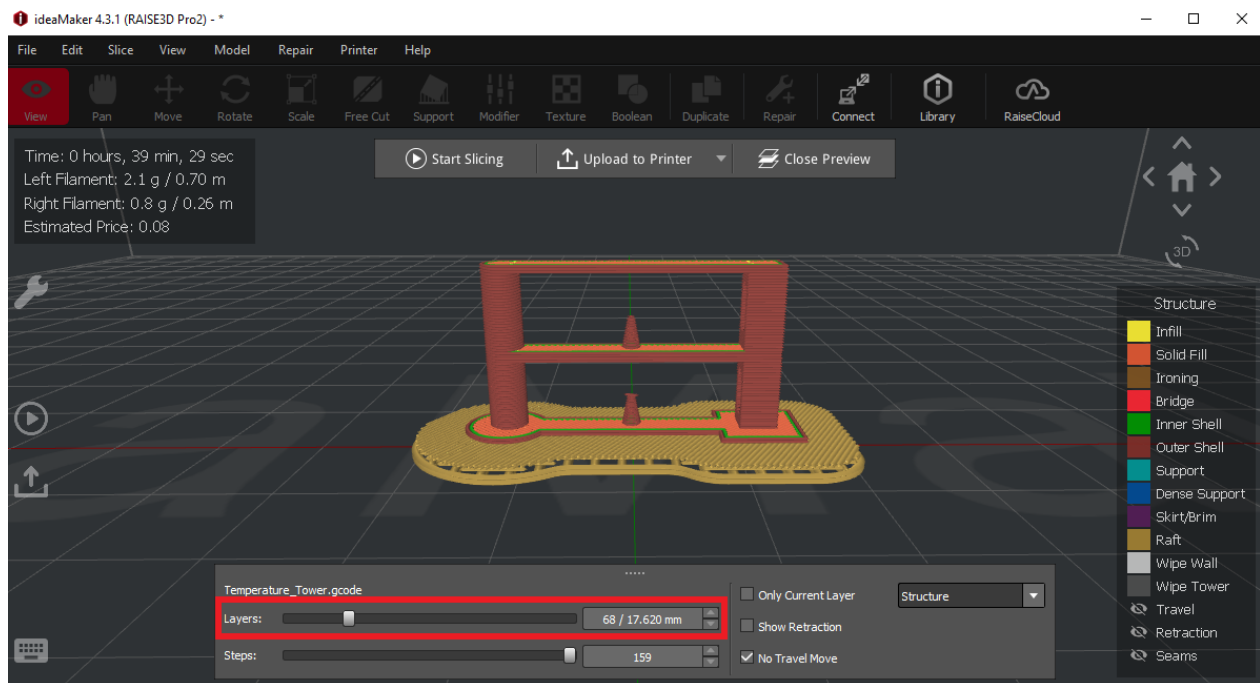 ideaMaker 4.3.1 (RAISE3D Pro2) - *
File Edit Slice View Model Repair Printer Help
View Pan Move Rotate Scale Free Cut Support Modifier Texture Boolean Duplicate Repair Connect Library RaiseCloud
Time: 0 hours, 39 min, 29 sec
Left Filament: 2.1 g / 0.70 m
Right Filament: 0.8 g / 0.26 m
Estimated Price: 0.08
Start Slicing Upload to Printer Close Preview
3D
Structure
Infill
Solid Fill
Ironing
Bridge
Inner Shell
Outer Shell
Support
Dense Support
Skirt/Brim
Raft
Wipe Wall
Wipe Tower
Travel
Retraction
Seams
Temperature_Tower.gcode
Layers: 68 / 17.620 mm
Steps: 159
Only Current Layer Structure
Show Retraction
No Travel Move